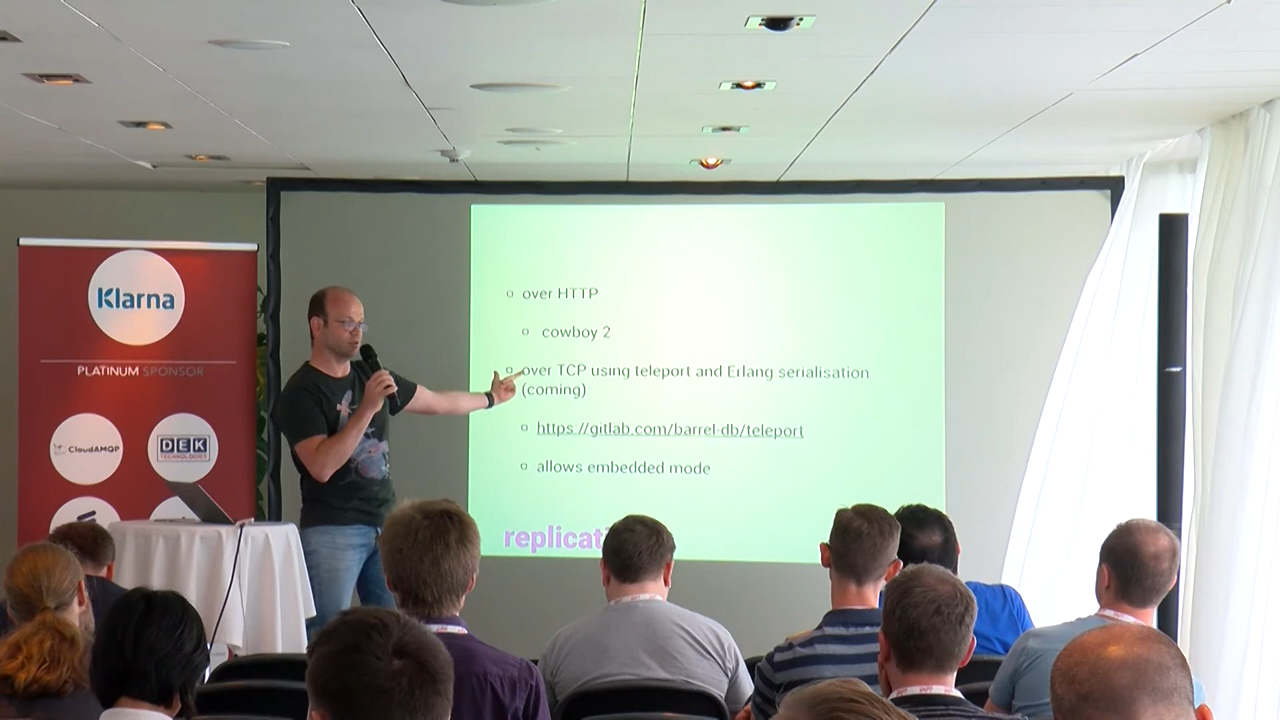 Klarna
PLATINUM SPONSOR
CloudAMQP
DEK
TECHNOLOGIES
over HTTP
cowboy 2
over TCP using teleport and Erlang serialisation
(coming)
https://gitlab.com/barrel-db/teleport
allows embedded mode